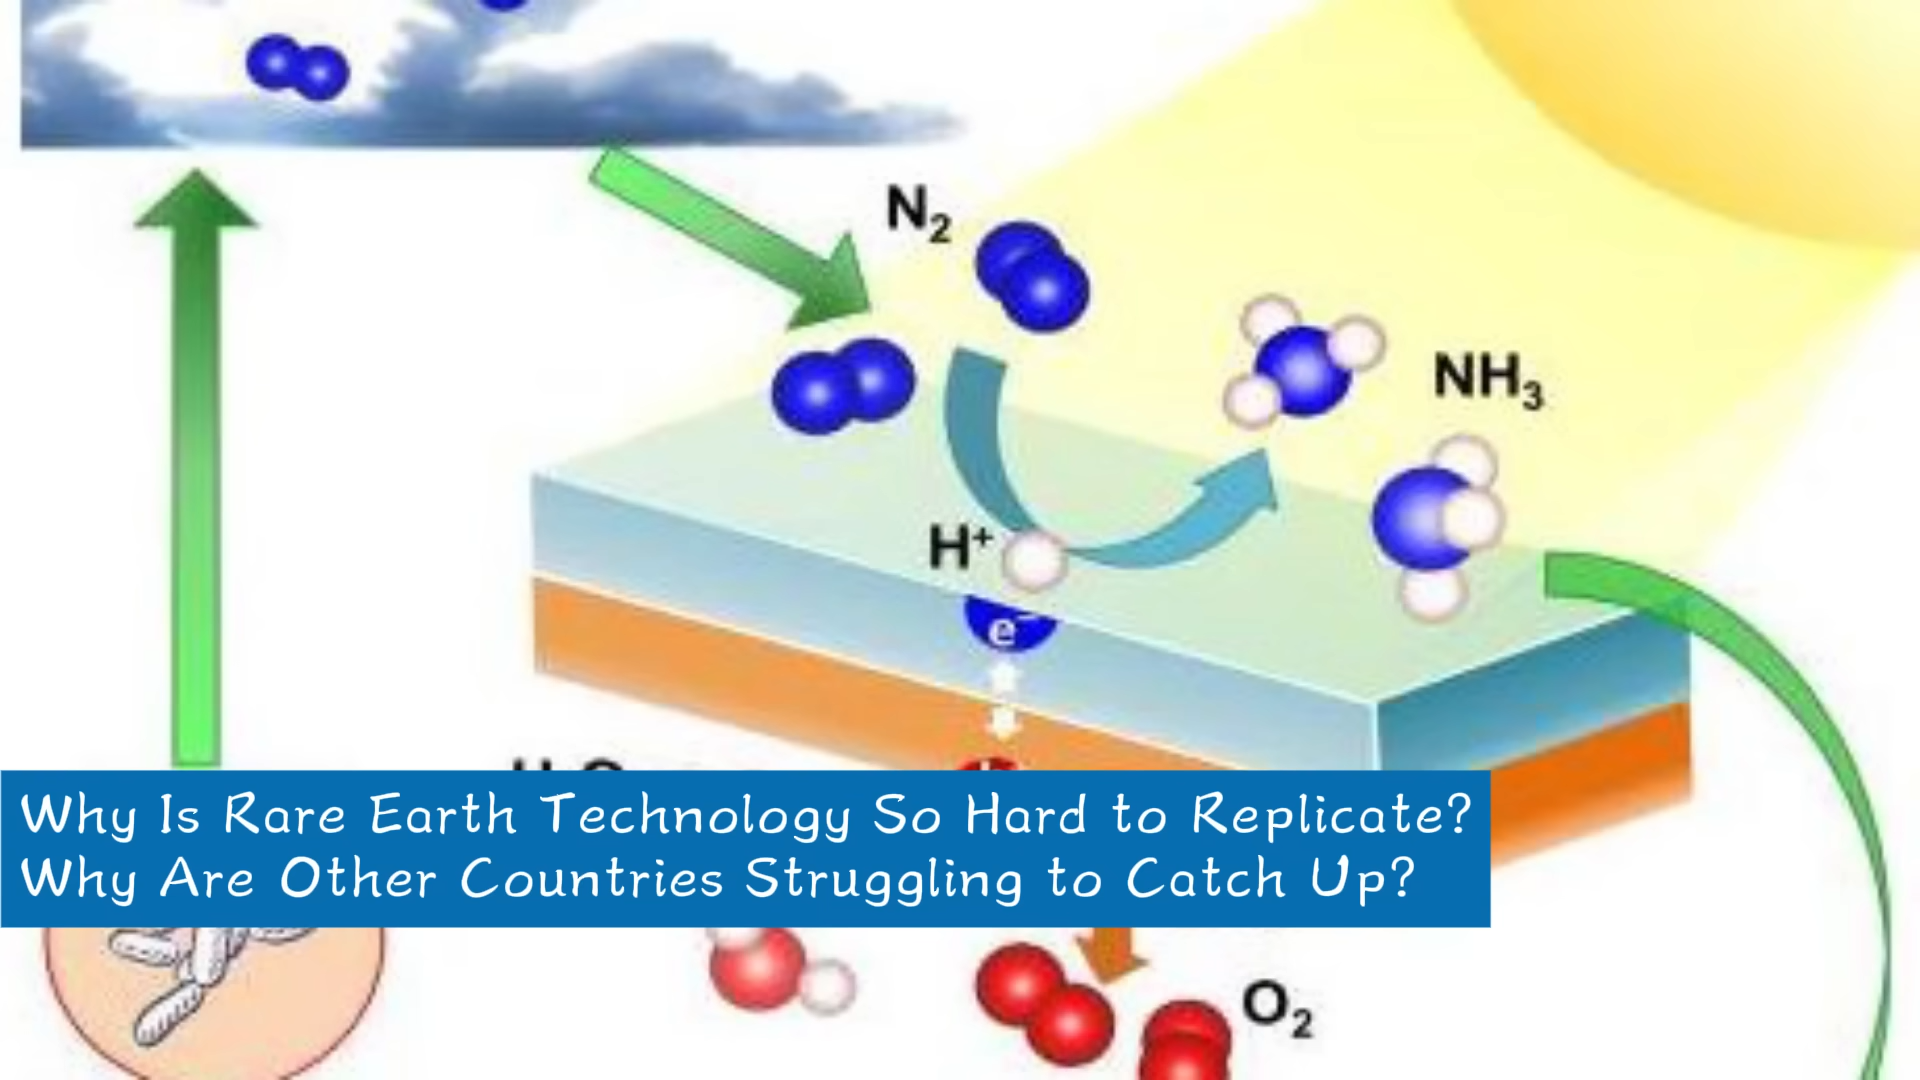 N₂
NH₃
H⁺
e⁻
Why Is Rare Earth Technology So Hard to Replicate?
Why Are Other Countries Struggling to Catch Up?
O₂